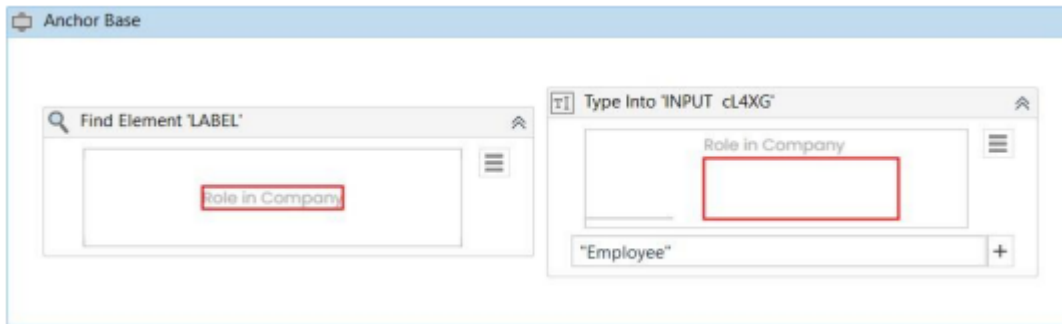 Anchor Base
Find Element 'LABEL'
Role in Company
Type Into 'INPUT cL4XG'
Role in Company
"Employee"